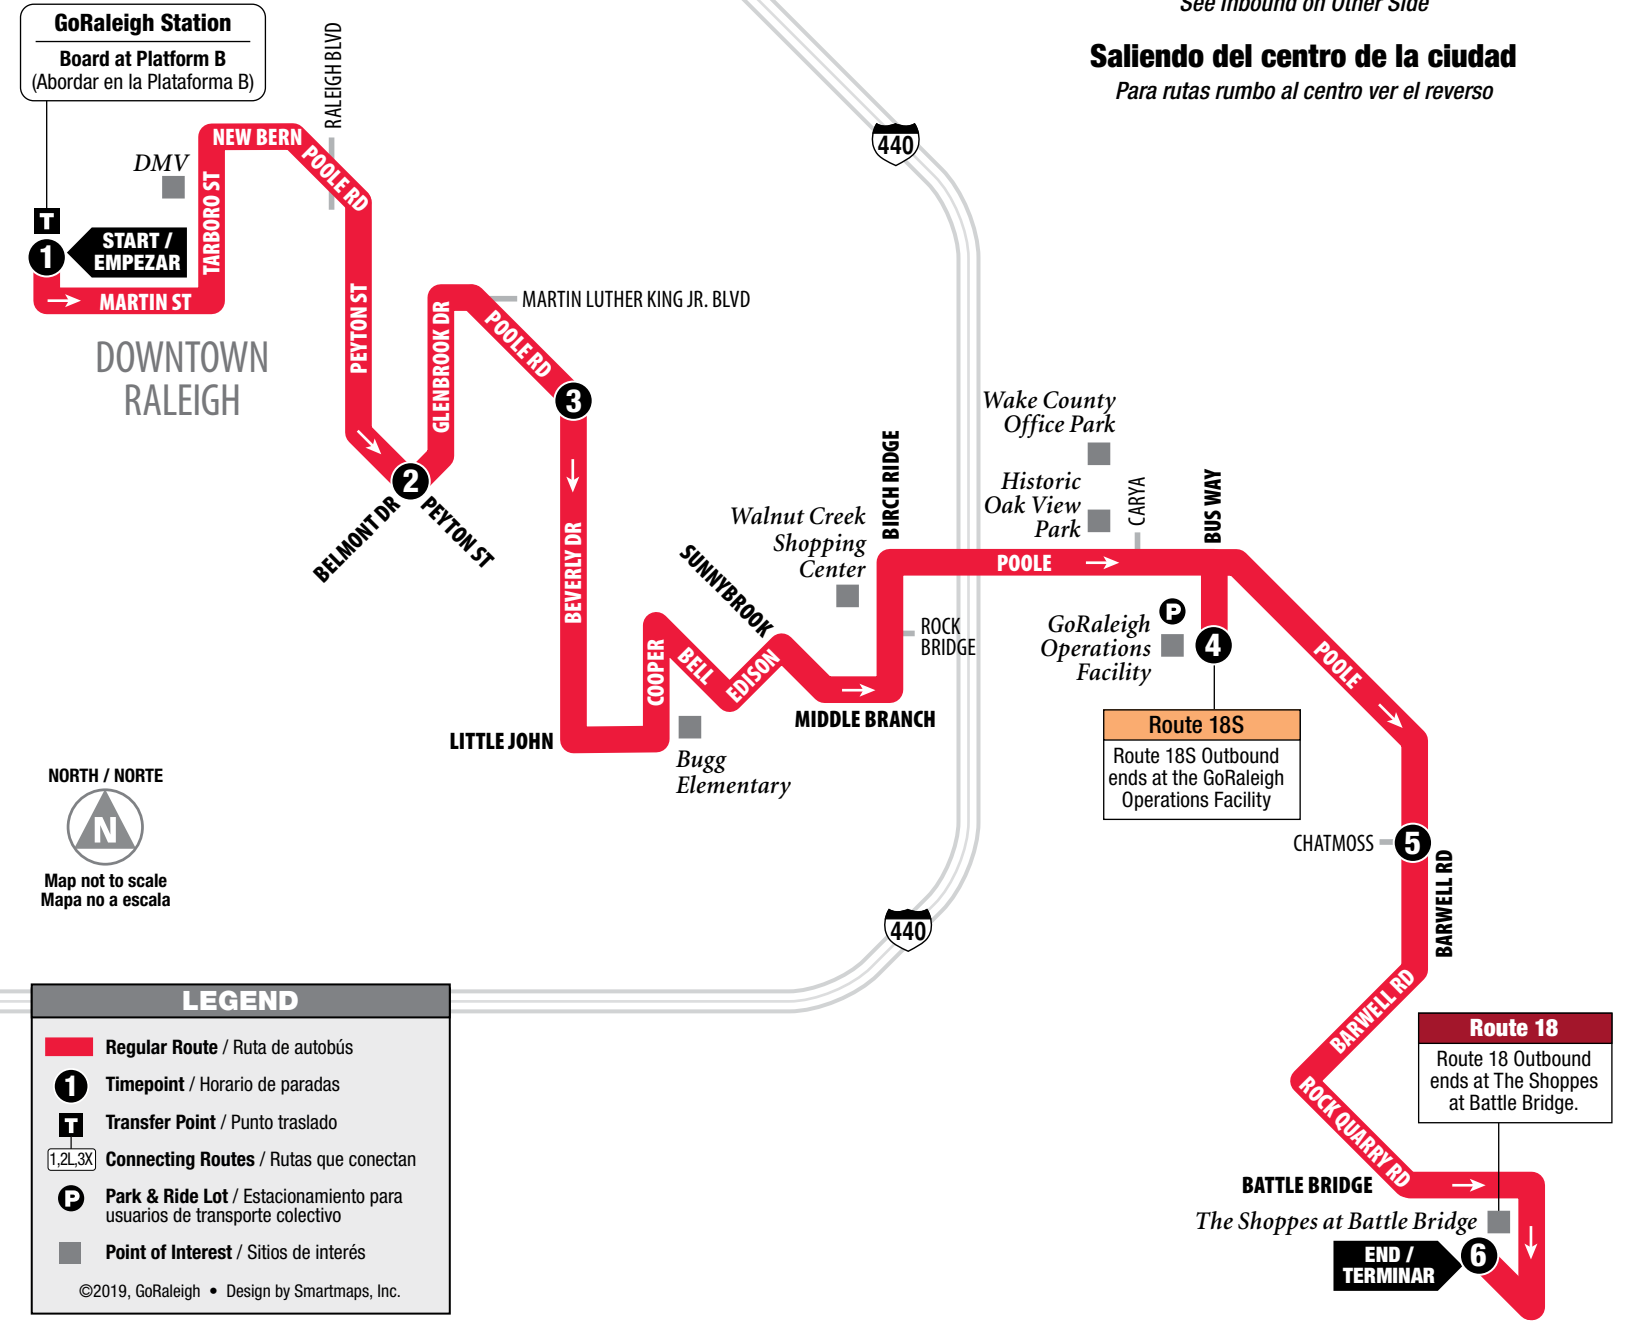 See Inbound on Other Side
Saliendo del centro de la ciudad
Para rutas rumbo al centro ver el reverso
GoRaleigh Station
Board at Platform B
(Abordar en la Plataforma B)
RALEIGH BLVD
440
NEW BERN
POOLE RD
DMV
TARBORO ST
T
1
START /
EMPEZAR
MARTIN ST
DOWNTOWN
RALEIGH
PEYTON ST
GLENBROOK DR
MARTIN LUTHER KING JR. BLVD
POOLE RD
3
2
BELMONT DR
PEYTON ST
BEVERLY DR
Wake County
Office Park
Historic
Oak View
Park
CARYA
BUS WAY
BIRCH RIDGE
Walnut Creek
Shopping
Center
SUNNYBROOK
POOLE
ROCK
BRIDGE
P
GoRaleigh
Operations
Facility
4
COOPER
BELL
EDISON
POOLE
MIDDLE BRANCH
LITTLE JOHN
Bugg
Elementary
Route 18S
Route 18S Outbound
ends at the GoRaleigh
Operations Facility
NORTH / NORTE
N
Map not to scale
Mapa no a escala
CHATMOSS
5
BARWELL RD
440
BARWELL RD
ROCK QUARRY RD
Route 18
Route 18 Outbound
ends at The Shoppes
at Battle Bridge.
BATTLE BRIDGE
The Shoppes at Battle Bridge
END /
TERMINAR
6
LEGEND
Regular Route / Ruta de autobús
1 Timepoint / Horario de paradas
T Transfer Point / Punto traslado
1,2L,3X Connecting Routes / Rutas que conectan
P Park & Ride Lot / Estacionamiento para
usuarios de transporte colectivo
Point of Interest / Sitios de interés
©2019, GoRaleigh • Design by Smartmaps, Inc.